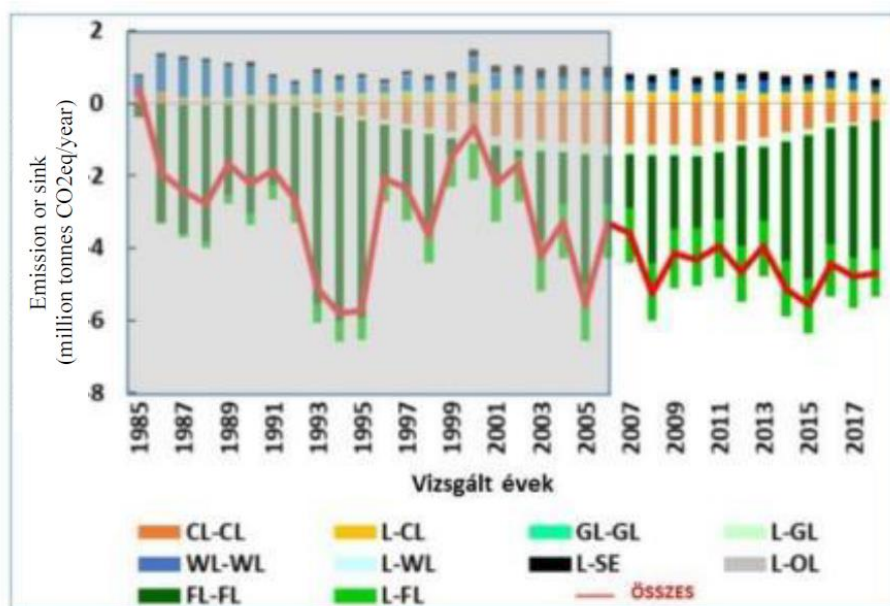 Emission or sink
(million tonnes CO2eq/year)
2
0
-2
-4
-6
-8
1985
1987
1989
1991
1993
1995
1997
1999
2001
2003
2005
2007
2009
2011
2013
2015
2017
Vizsgált évek
CL-CL
L-CL
GL-GL
L-GL
WL-WL
L-WL
L-SE
L-OL
FL-FL
L-FL
ÖSSZES